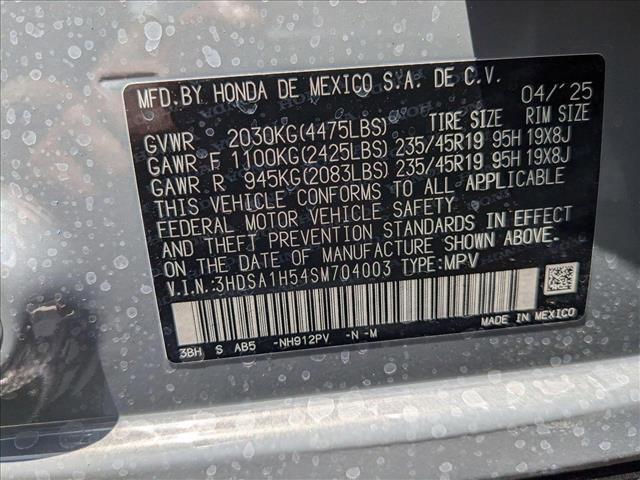 MFD.BY HONDA DE MEXICO S.A. DE C.V. 04/'25
TIRE SIZE RIM SIZE
GVWR 2030KG(4475LBS)
GAWR F 1100KG(2425LBS) 235/45R19 95H 19X8J
GAWR R 945KG(2083LBS) 235/45R19 95H 19X8J
THIS VEHICLE CONFORMS TO ALL APPLICABLE
FEDERAL MOTOR VEHICLE SAFETY
AND THEFT PREVENTION STANDARDS IN EFFECT
ON THE DATE OF MANUFACTURE SHOWN ABOVE.
V.I.N.:3HDSA1H54SM704003 TYPE:MPV
3BH S AB5 -NH912PV -N -M MADE IN MEXICO